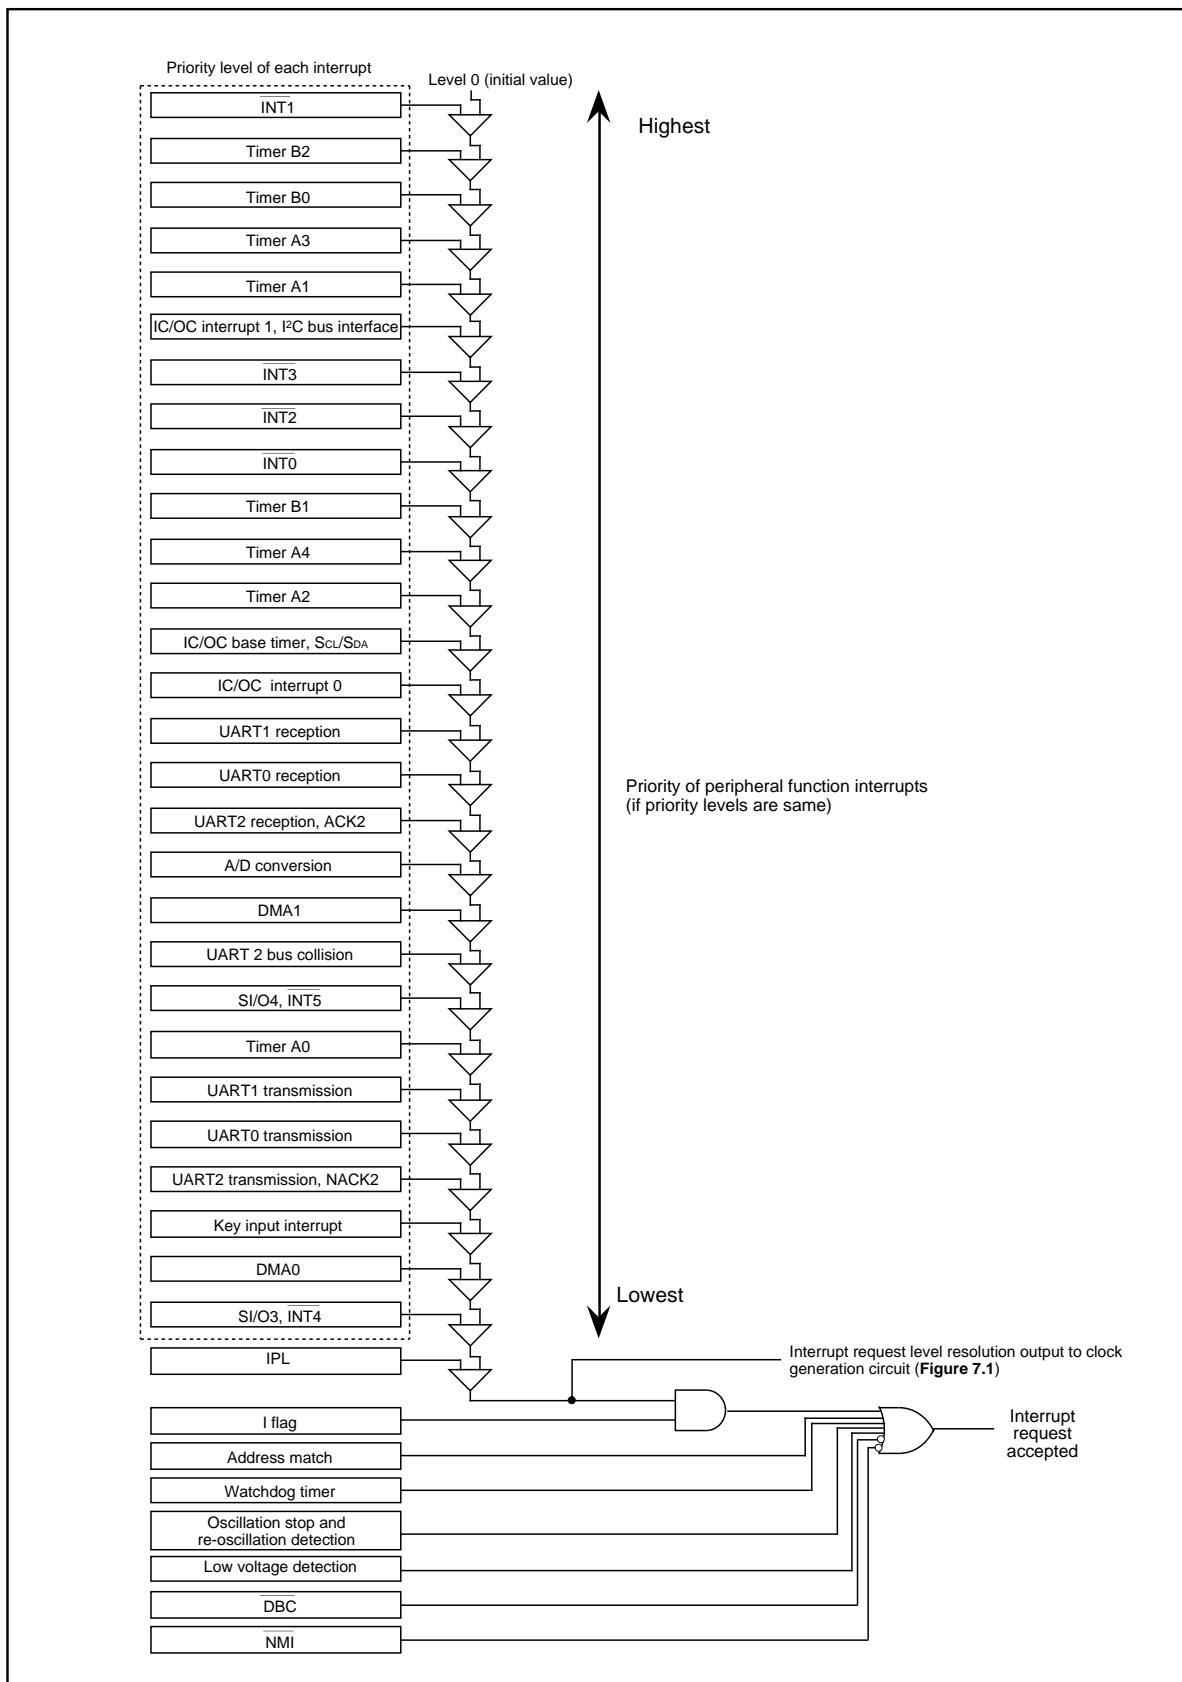 Priority level of each interrupt
Level 0 (initial value)
INT1
Highest
Timer B2
Timer B0
Timer A3
Timer A1
IC/OC interrupt 1, I²C bus interface
INT3
INT2
INT0
Timer B1
Timer A4
Timer A2
IC/OC base timer, SCL/SDA
IC/OC interrupt 0
UART1 reception
UART0 reception
Priority of peripheral function interrupts
(if priority levels are same)
UART2 reception, ACK2
A/D conversion
DMA1
UART 2 bus collision
SI/O4, INT5
Timer A0
UART1 transmission
UART0 transmission
UART2 transmission, NACK2
Key input interrupt
DMA0
Lowest
SI/O3, INT4
IPL
Interrupt request level resolution output to clock
generation circuit (Figure 7.1)
I flag
Interrupt
request
accepted
Address match
Watchdog timer
Oscillation stop and
re-oscillation detection
Low voltage detection
DBC
NMI